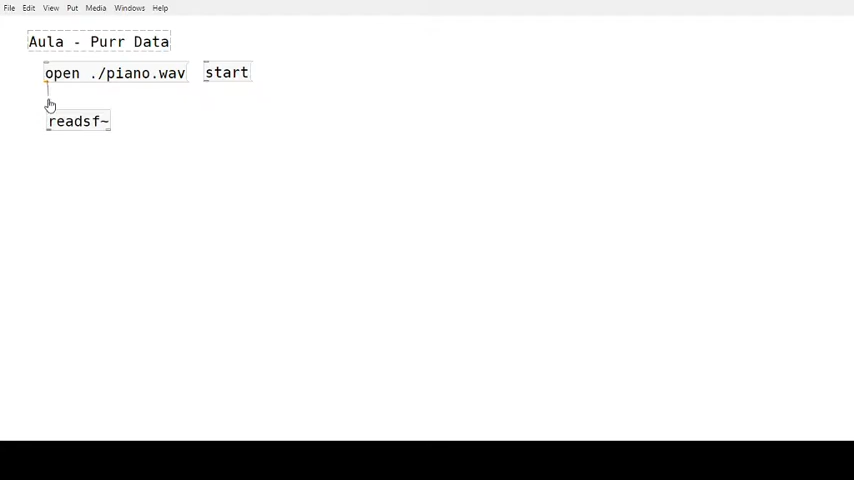 File Edit View Put Media Windows Help
Aula - Purr Data
open ./piano.wav start
readsf~